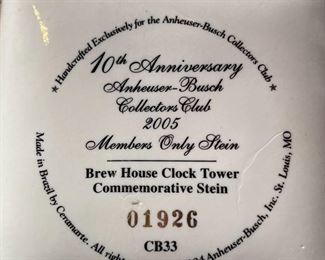 ★ Handcrafted Exclusively for the Anheuser-Busch Collectors Club ★
10th Anniversary
Anheuser-Busch
Collectors Club
2005
Members Only Stein
Brew House Clock Tower
Commemorative Stein
01926
CB33
Made in Brazil by Ceramarte. All rights Anheuser-Busch, Inc. St. Louis, MO